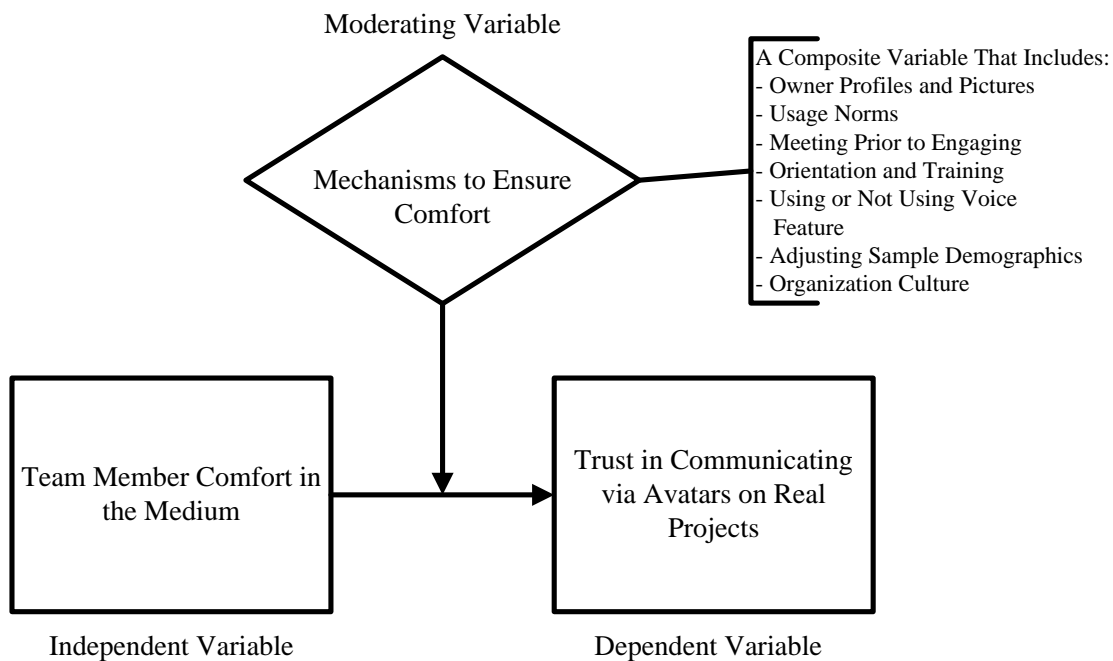 Moderating Variable
Mechanisms to Ensure
Comfort
A Composite Variable That Includes:
- Owner Profiles and Pictures
- Usage Norms
- Meeting Prior to Engaging
- Orientation and Training
- Using or Not Using Voice
Feature
- Adjusting Sample Demographics
- Organization Culture
Team Member Comfort in
the Medium
Trust in Communicating
via Avatars on Real
Projects
Independent Variable
Dependent Variable